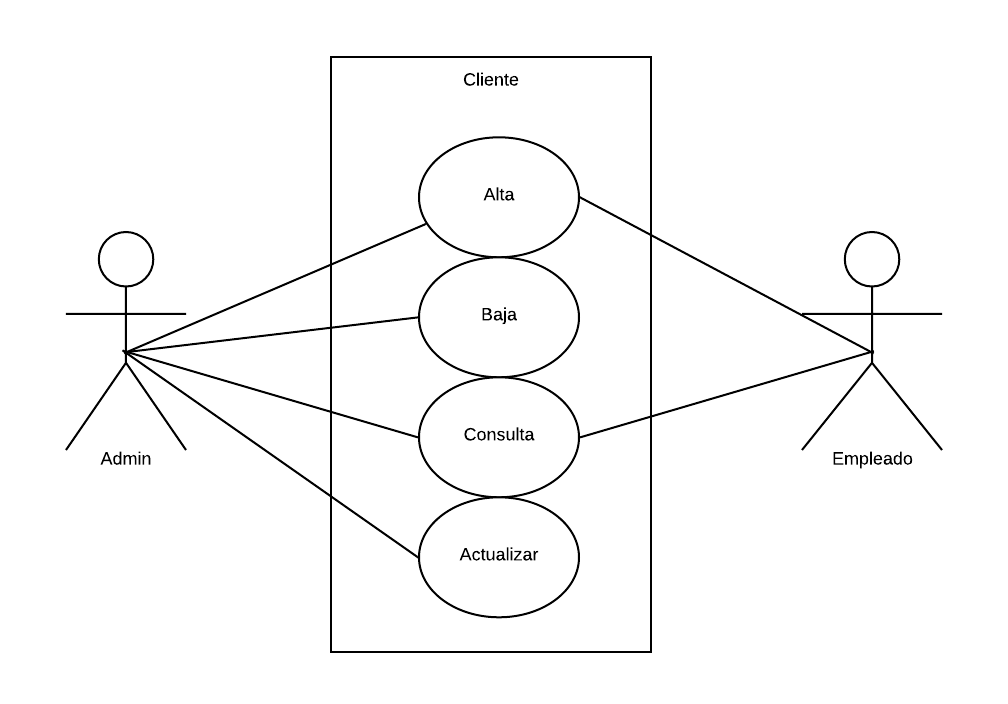 Cliente
Alta
Baja
Consulta
Actualizar
Admin
Empleado